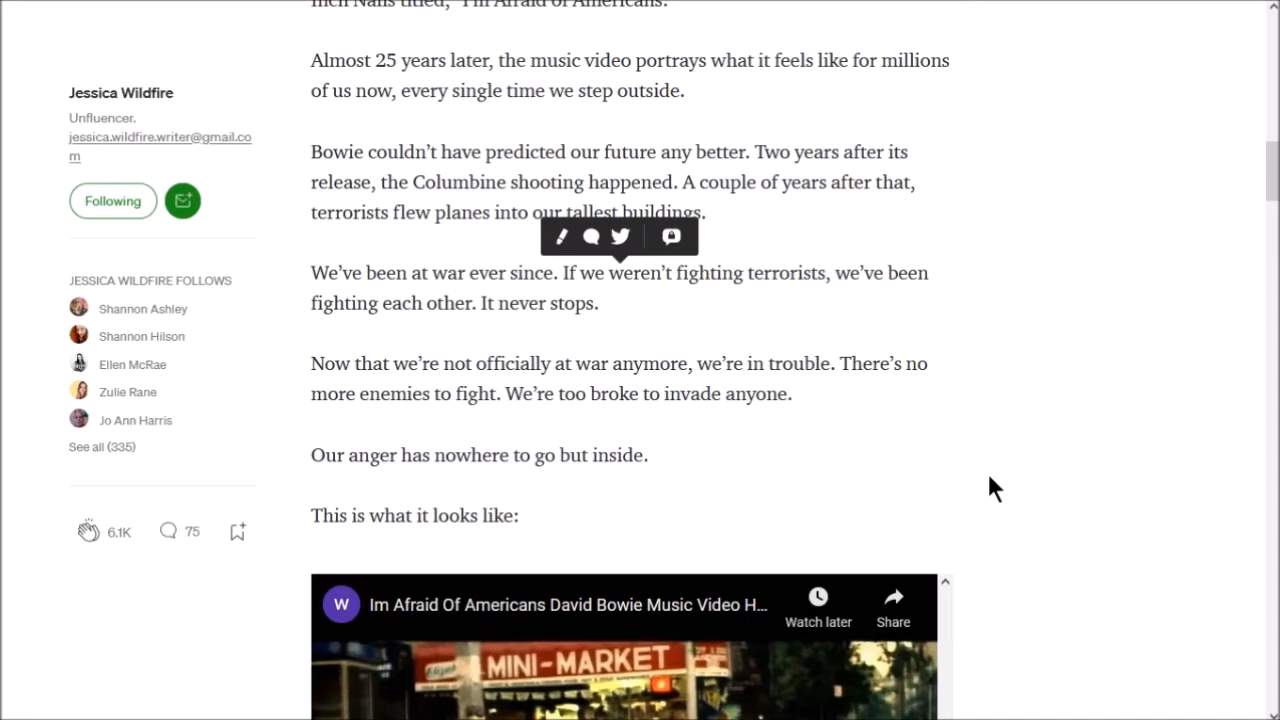 Inch Nails titled, "I'm Afraid of Americans."
Almost 25 years later, the music video portrays what it feels like for millions
of us now, every single time we step outside.
Bowie couldn’t have predicted our future any better. Two years after its
release, the Columbine shooting happened. A couple of years after that,
terrorists flew planes into our tallest buildings.
We’ve been at war ever since. If we weren’t fighting terrorists, we’ve been
fighting each other. It never stops.
Now that we’re not officially at war anymore, we’re in trouble. There’s no
more enemies to fight. We’re too broke to invade anyone.
Our anger has nowhere to go but inside.
This is what it looks like:
W
Im Afraid Of Americans David Bowie Music Video H...
Watch later
Share
MINI-MARKET
Jessica Wildfire
Unfluencer.
jessica.wildfire.writer@gmail.co
m
Following
JESSICA WILDFIRE FOLLOWS
Shannon Ashley
Shannon Hilson
Ellen McRae
Zulie Rane
Jo Ann Harris
See all (335)
6.1K
75